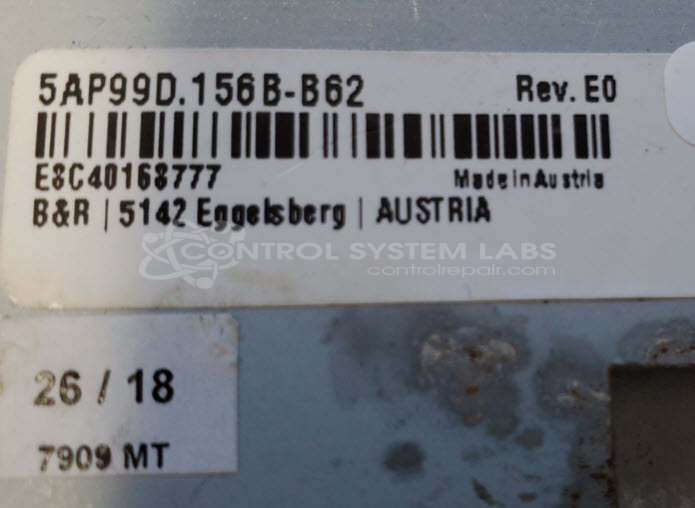 5AP99D.156B-B62 Rev. E0
E8C40168777 Made in Austria
B&R | 5142 Eggelsberg | AUSTRIA
CONTROL SYSTEM LABS
controlrepair.com
26 / 18
7909 MT